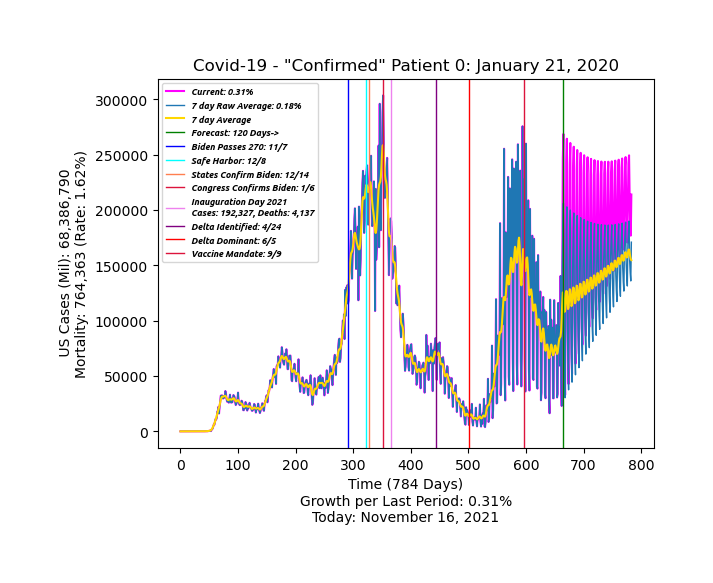 Covid-19 - "Confirmed" Patient 0: January 21, 2020
Current: 0.31%
7 day Raw Average: 0.18%
7 day Average
Forecast: 120 Days->
Biden Passes 270: 11/7
Safe Harbor: 12/8
States Confirm Biden: 12/14
Congress Confirms Biden: 1/6
Inauguration Day 2021
Cases: 192,327, Deaths: 4,137
Delta Identified: 4/24
Delta Dominant: 6/5
Vaccine Mandate: 9/9
US Cases (Mil): 68,386,790
Mortality: 764,363 (Rate: 1.62%)
300000
250000
200000
150000
100000
50000
0
0 100 200 300 400 500 600 700 800
Time (784 Days)
Growth per Last Period: 0.31%
Today: November 16, 2021